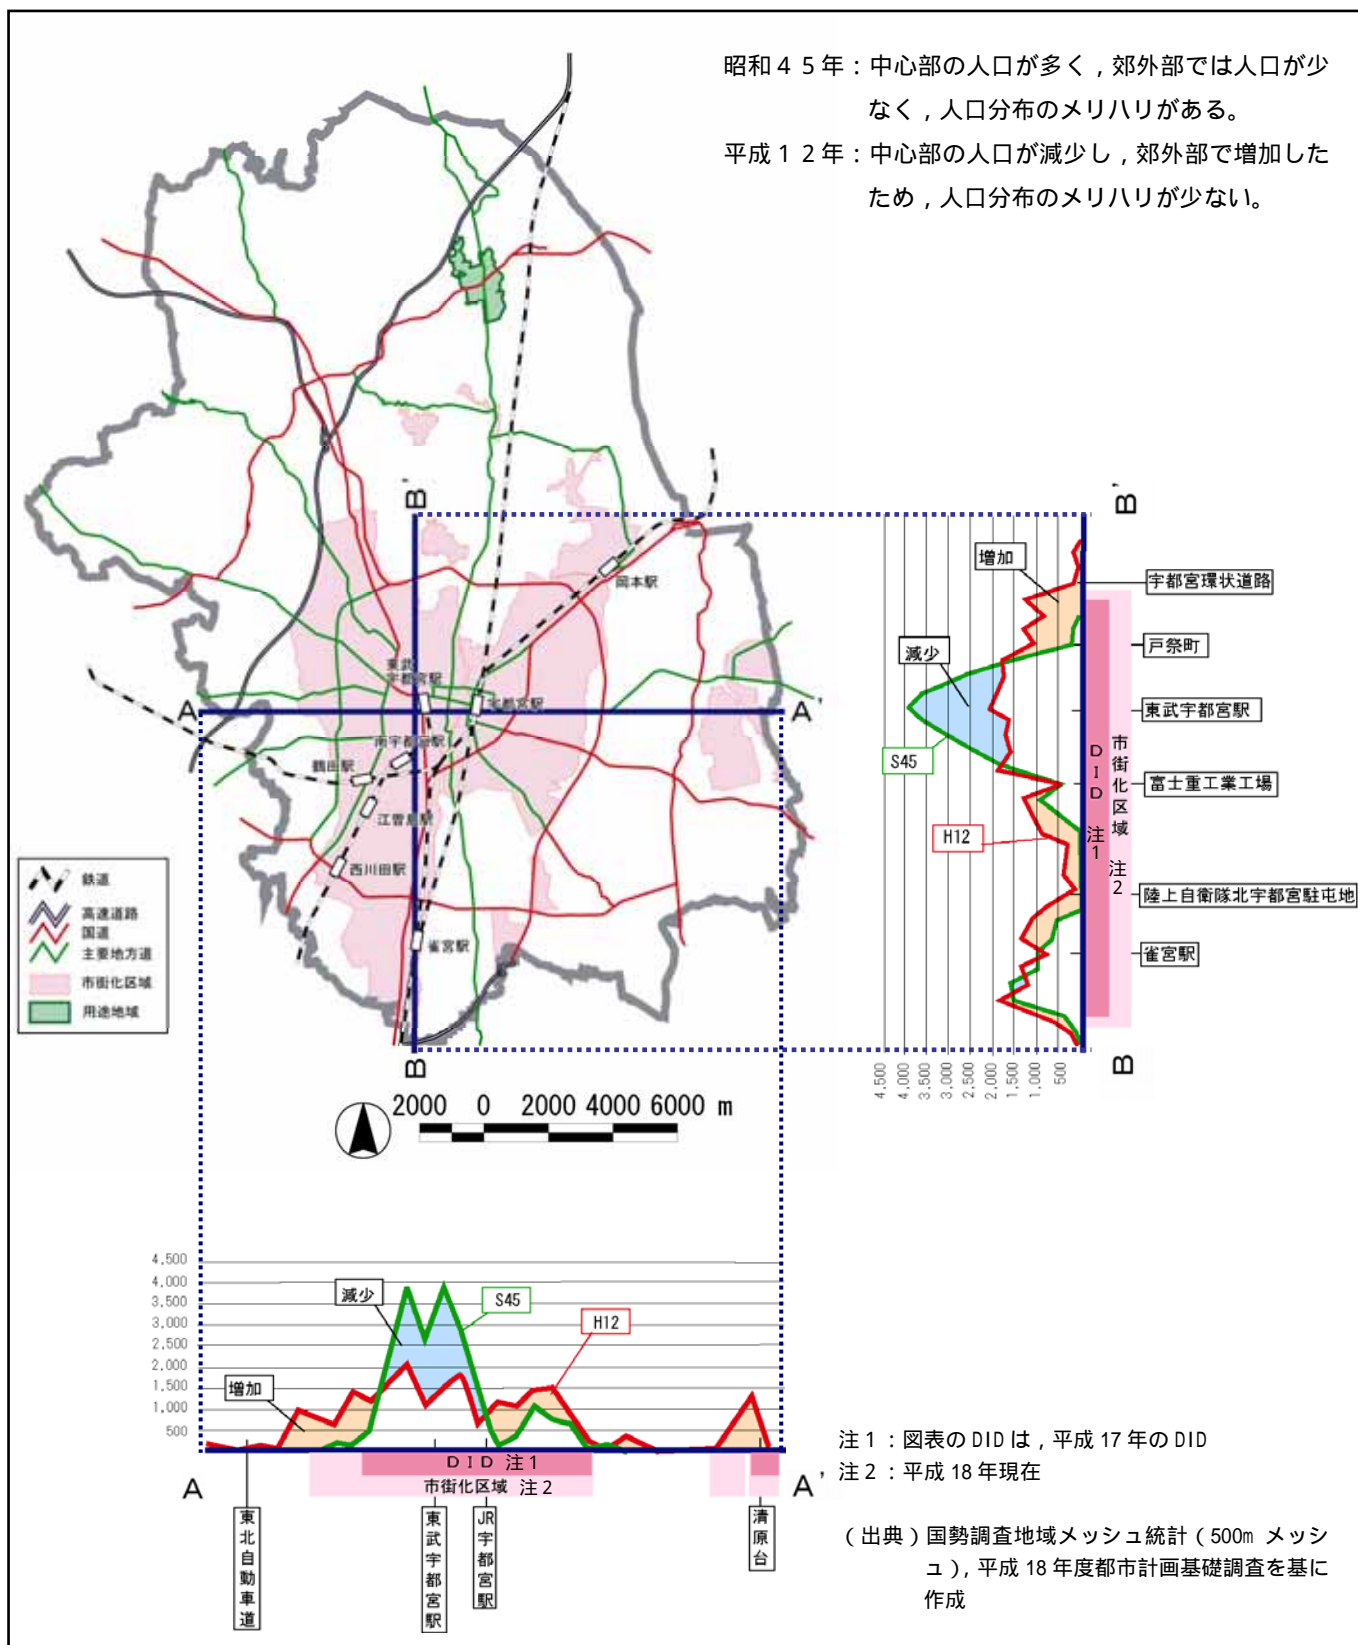 昭和４５年：中心部の人口が多く，郊外部では人口が少
なく，人口分布のメリハリがある。
平成１２年：中心部の人口が減少し，郊外部で増加した
ため，人口分布のメリハリが少ない。
B'
岡本駅
東武
宇都宮駅
北都宮駅
A
A'
南宇都宮駅
鶴田駅
江曽島駅
西川田駅
雀宮駅
B
鉄道
高速道路
国道
主要地方道
市街化区域
用途地域
2000 0 2000 4000 6000 m
B'
増加
宇都宮環状道路
減少
戸祭町
東武宇都宮駅
S45
富士重工業工場
H12
陸上自衛隊北宇都宮駐屯地
雀宮駅
DID 注1
市街化区域 注2
B
4,500
4,000
3,500
3,000
2,500
2,000
1,500
1,000
500
4,500
4,000
3,500
3,000
2,500
2,000
1,500
1,000
500
減少
S45
H12
増加
A
DID 注1
市街化区域 注2
A'
東北自動車道
東武宇都宮駅
JR宇都宮駅
清原台
注1：図表のDIDは，平成17年のDID
注2：平成18年現在
（出典）国勢調査地域メッシュ統計（500m メッシ
ュ），平成18年度都市計画基礎調査を基に
作成